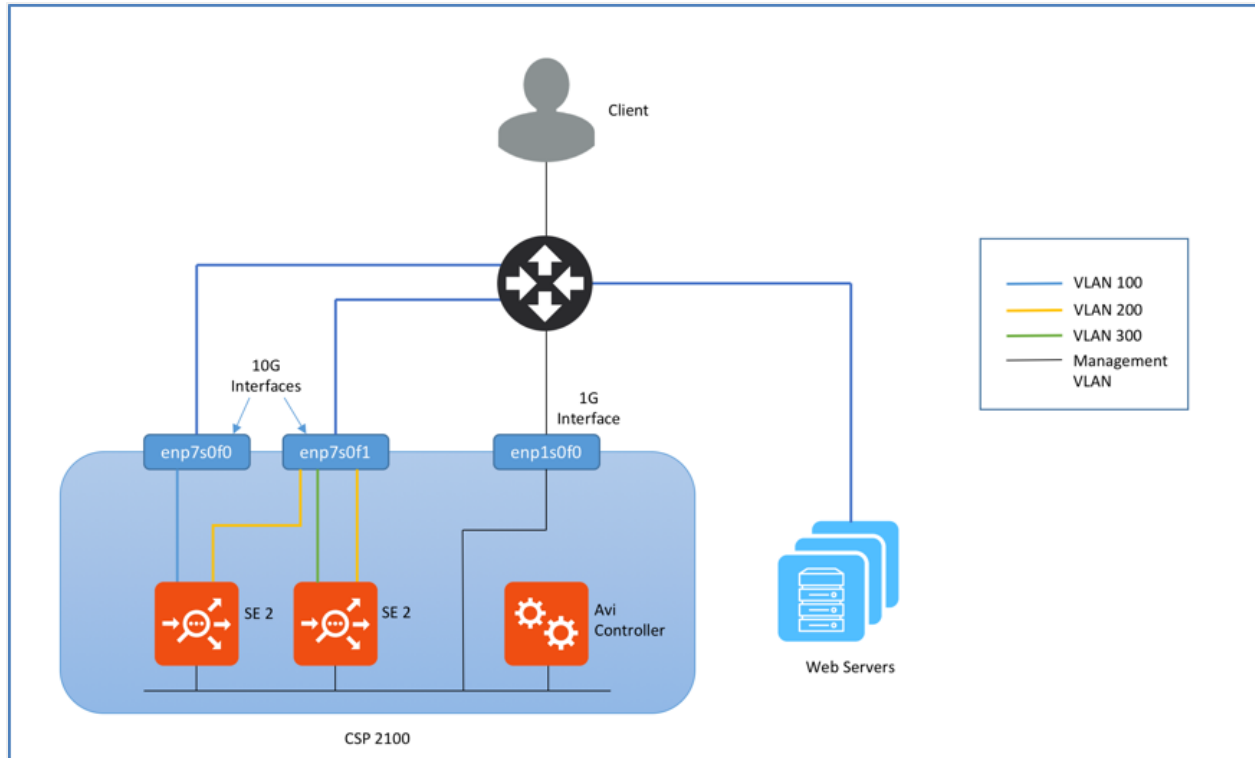 Client
VLAN 100
VLAN 200
VLAN 300
Management
VLAN
10G
Interfaces
1G
Interface
enp7s0f0
enp7s0f1
enp1s0f0
SE 2
SE 2
Avi
Controller
Web Servers
CSP 2100